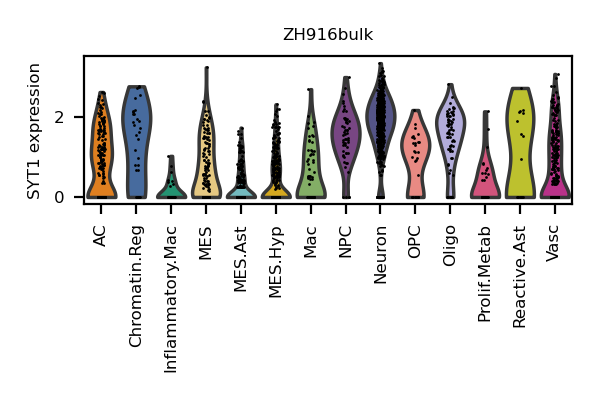 ZH916bulk
SYT1 expression
2
0
AC
Chromatin.Reg
Inflammatory.Mac
MES
MES.Ast
MES.Hyp
Mac
NPC
Neuron
OPC
Oligo
Prolif.Metab
Reactive.Ast
Vasc